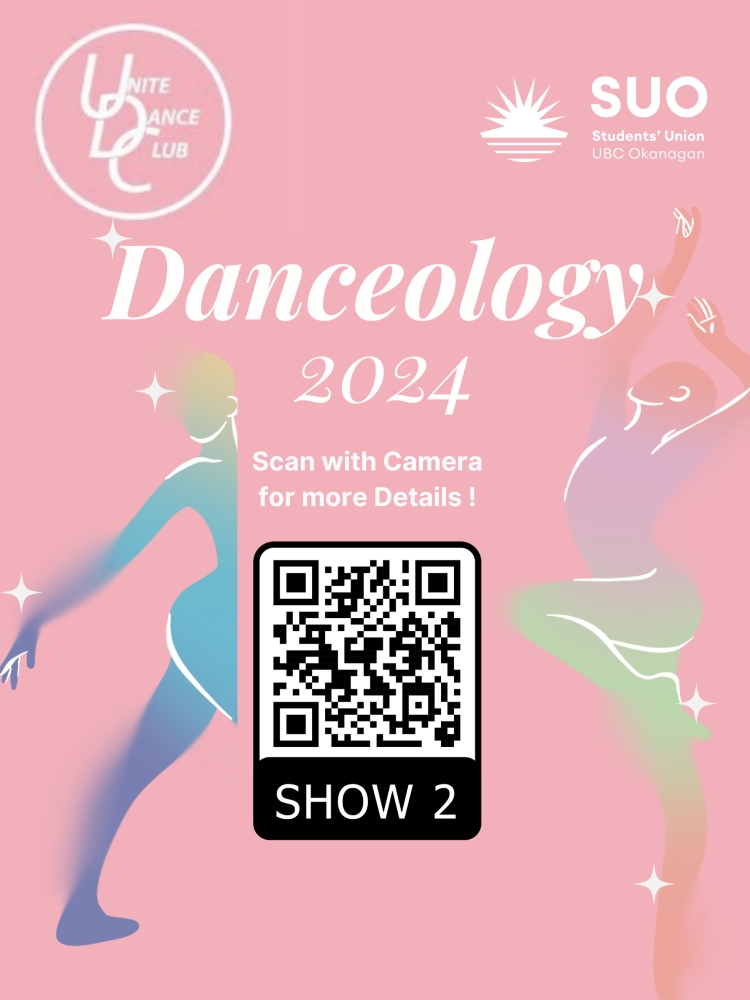 UNITE
DANCE
CLUB
SUO
Students' Union
UBC Okanagan
Danceology
2024
Scan with Camera
for more Details !
SHOW 2